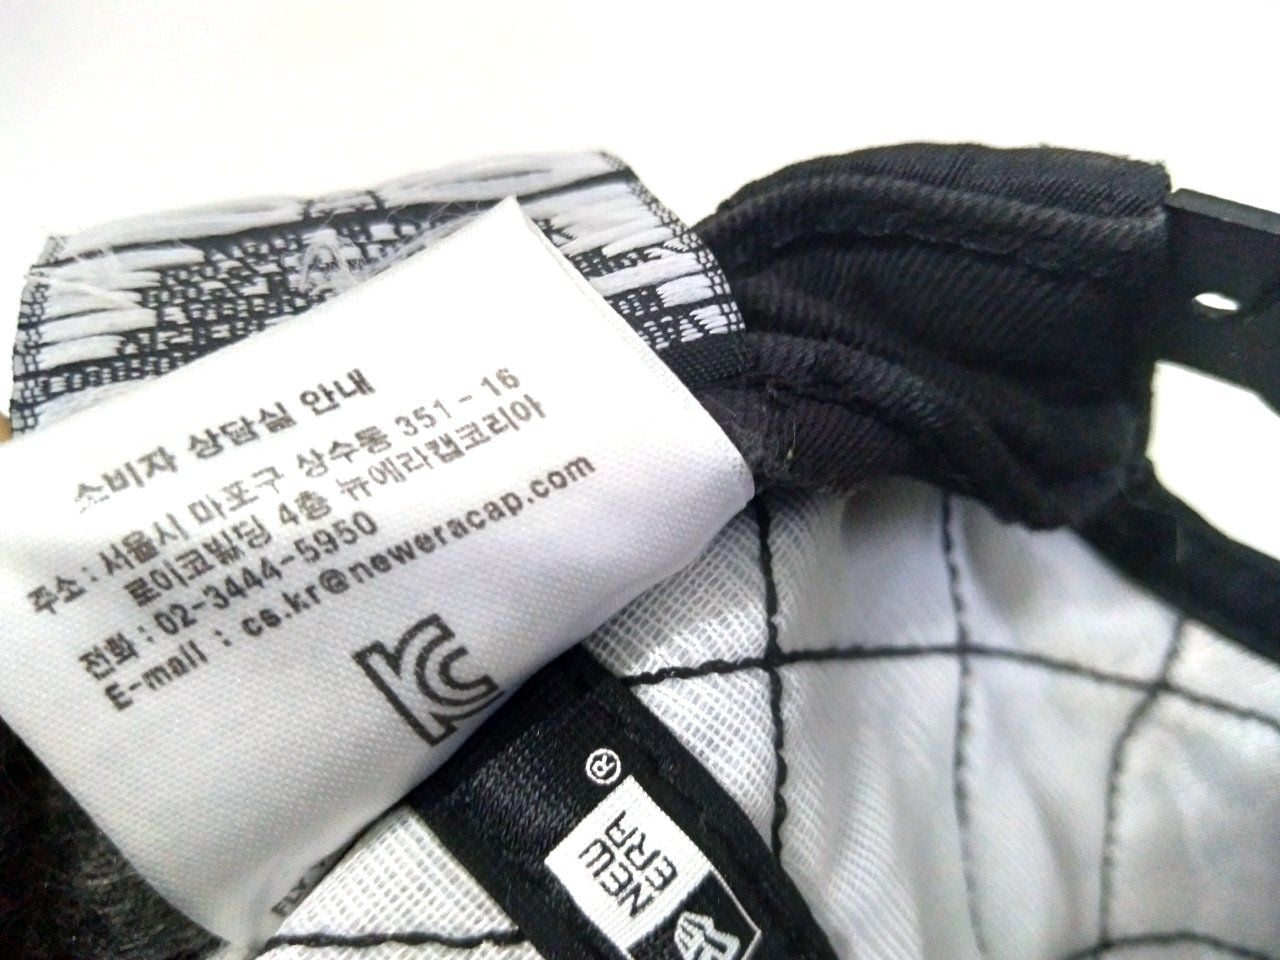 소비자 상담실 안내
주소 : 서울시 마포구 상수동 351 - 16
로이코빌딩 4층 뉴에라캡코리아
전화 : 02-3444-5950
E-mail : cs.kr@neweracap.com
KC
®
NEW
ERA